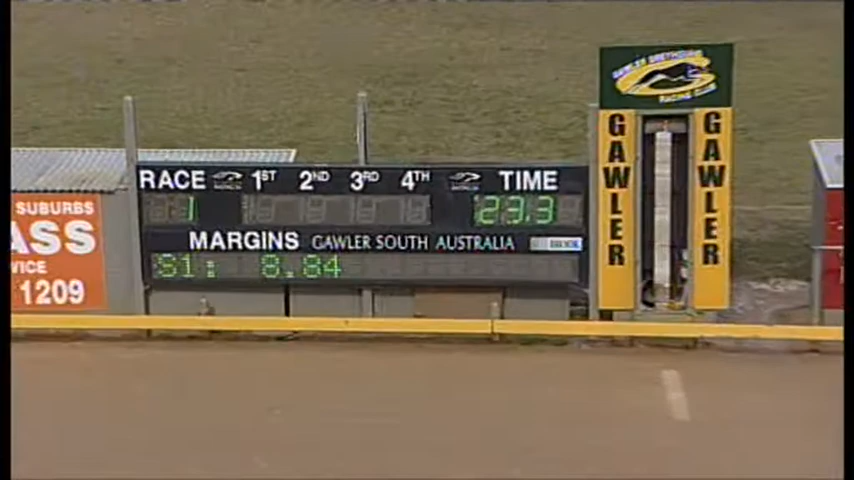 GAWLER GREYHOUND
RACING CLUB
GAWLER
GAWLER
RACE 1ST 2ND 3RD 4TH TIME
1 23.3
MARGINS GAWLER SOUTH AUSTRALIA
S1: 8.84
SUBURBS
ASS
VICE
1209